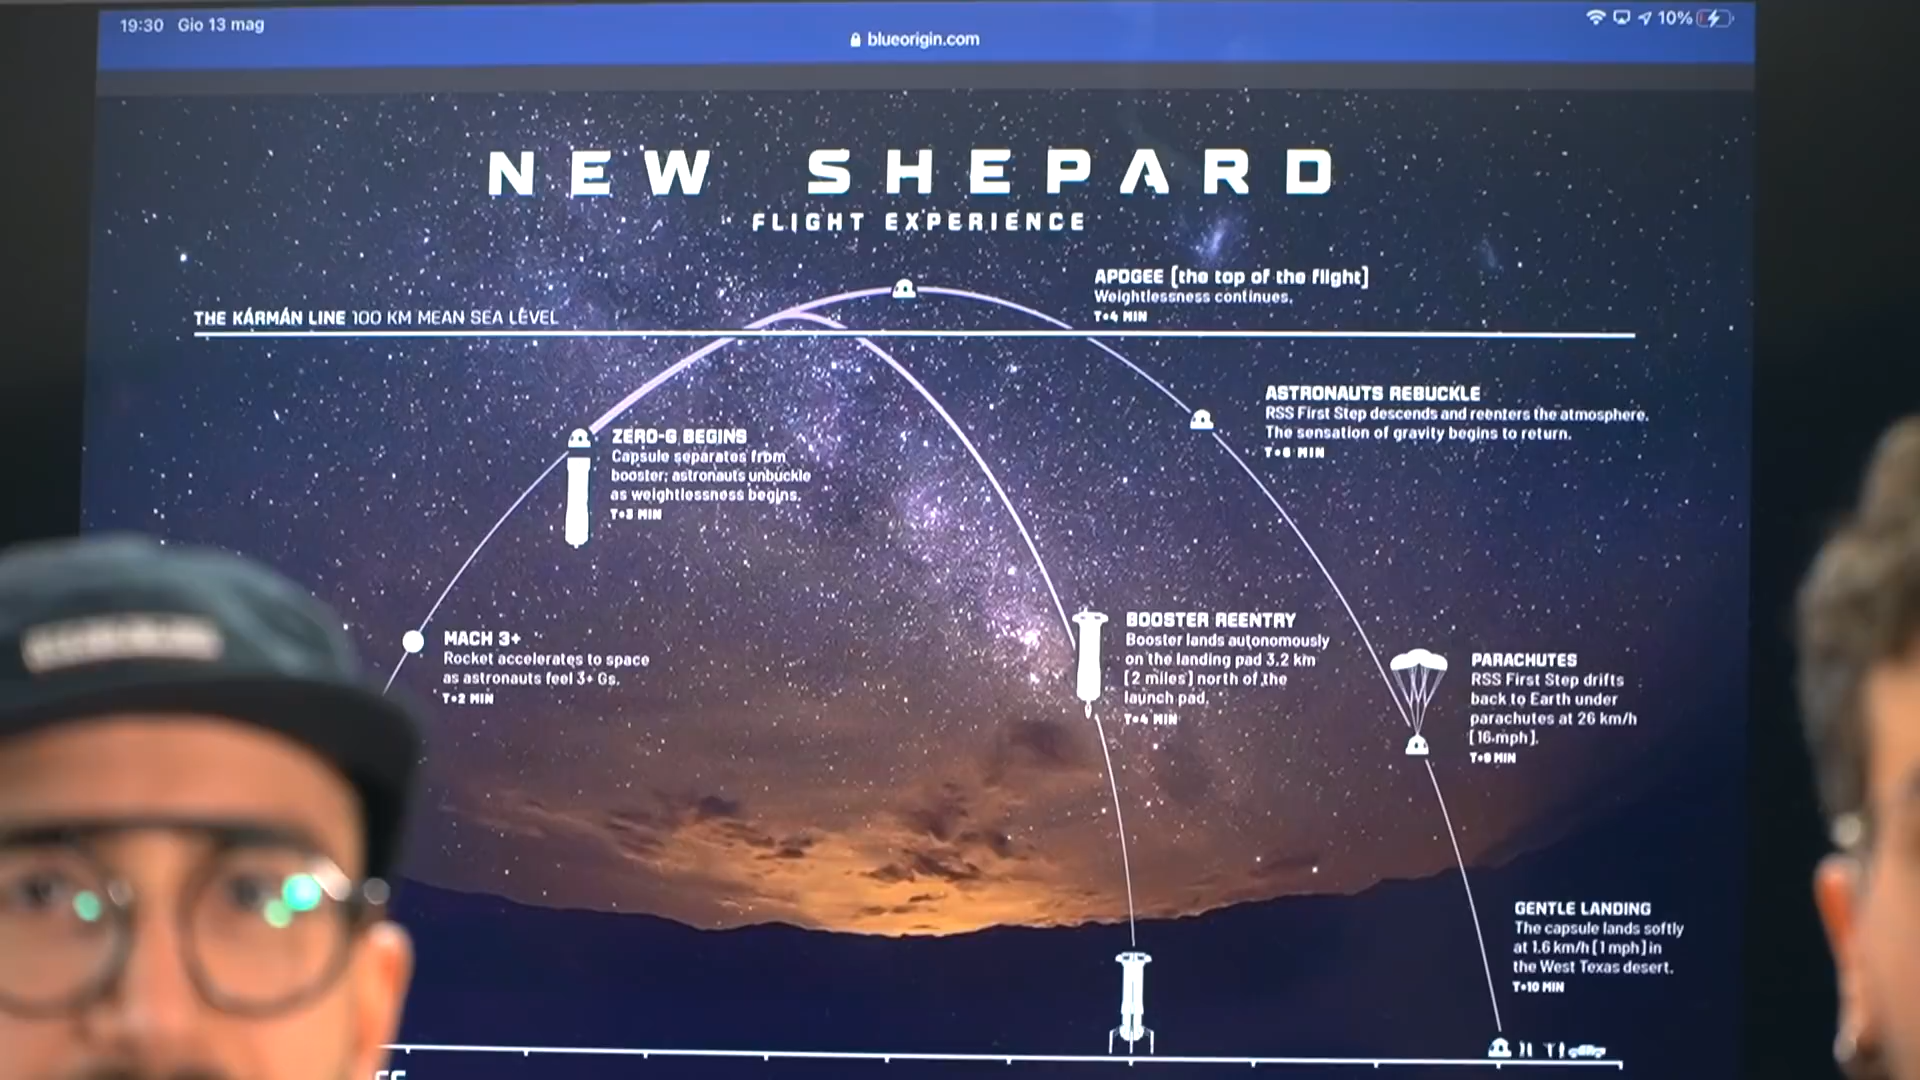 19:30 Gio 13 mag
10%
blueorigin.com
NEW SHEPARD
FLIGHT EXPERIENCE
APOGEE [the top of the flight]
Weightlessness continues.
T+4 MIN
THE KÁRMÁN LINE 100 KM MEAN SEA LEVEL
ASTRONAUTS REBUCKLE
RSS First Step descends and reenters the atmosphere.
The sensation of gravity begins to return.
MIN
ZERO-G BEGINS
Capsule separates from
booster; astronauts unbuckle
as weightlessness begins.
T+3 MIN
MACH 3+
Rocket accelerates to space
as astronauts feel 3+ Gs.
T+2 MIN
BOOSTER REENTRY
Booster lands autonomously
on the landing pad 3.2 km
[2 miles] north of the
launch pad.
T+4 MIN
PARACHUTES
RSS First Step drifts
back to Earth under
parachutes at 26 km/h
[16 mph].
MIN
GENTLE LANDING
The capsule lands softly
at 1.6 km/h [1 mph] in
the West Texas desert.
T+10 MIN